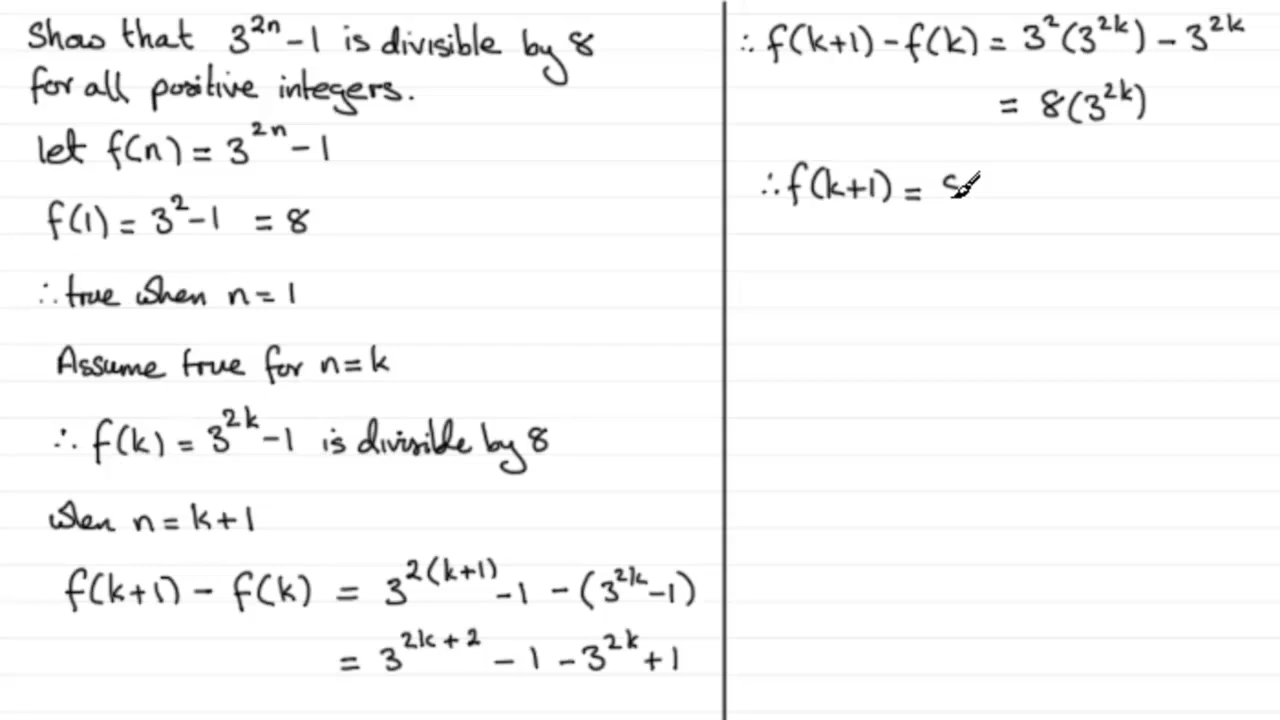 Show that 3^{2n} - 1 is divisible by 8
for all positive integers.
let f(n) = 3^{2n} - 1
f(1) = 3^2 - 1 = 8
∴ true when n = 1
Assume true for n = k
∴ f(k) = 3^{2k} - 1 is divisible by 8
when n = k + 1
f(k+1) - f(k) = 3^{2(k+1)} - 1 - (3^{2k} - 1)
= 3^{2k+2} - 1 - 3^{2k} + 1
∴ f(k+1) - f(k) = 3^2(3^{2k}) - 3^{2k}
= 8(3^{2k})
∴ f(k+1) =